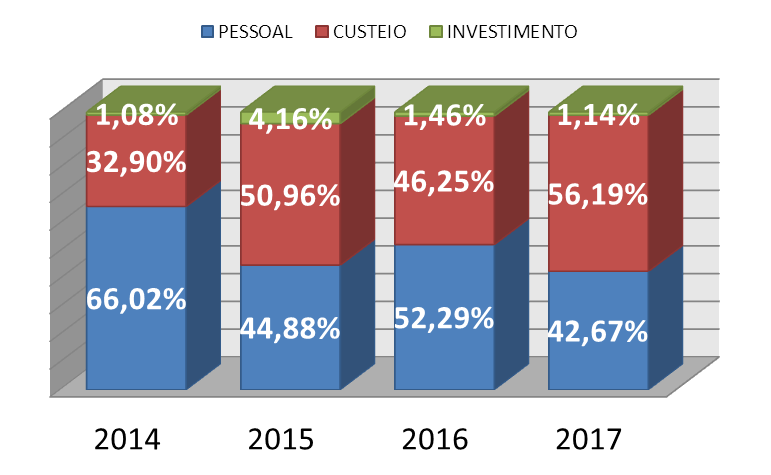 PESSOAL CUSTEIO INVESTIMENTO
1,08% 4,16% 1,46% 1,14%
32,90% 50,96% 46,25% 56,19%
66,02% 44,88% 52,29% 42,67%
2014 2015 2016 2017